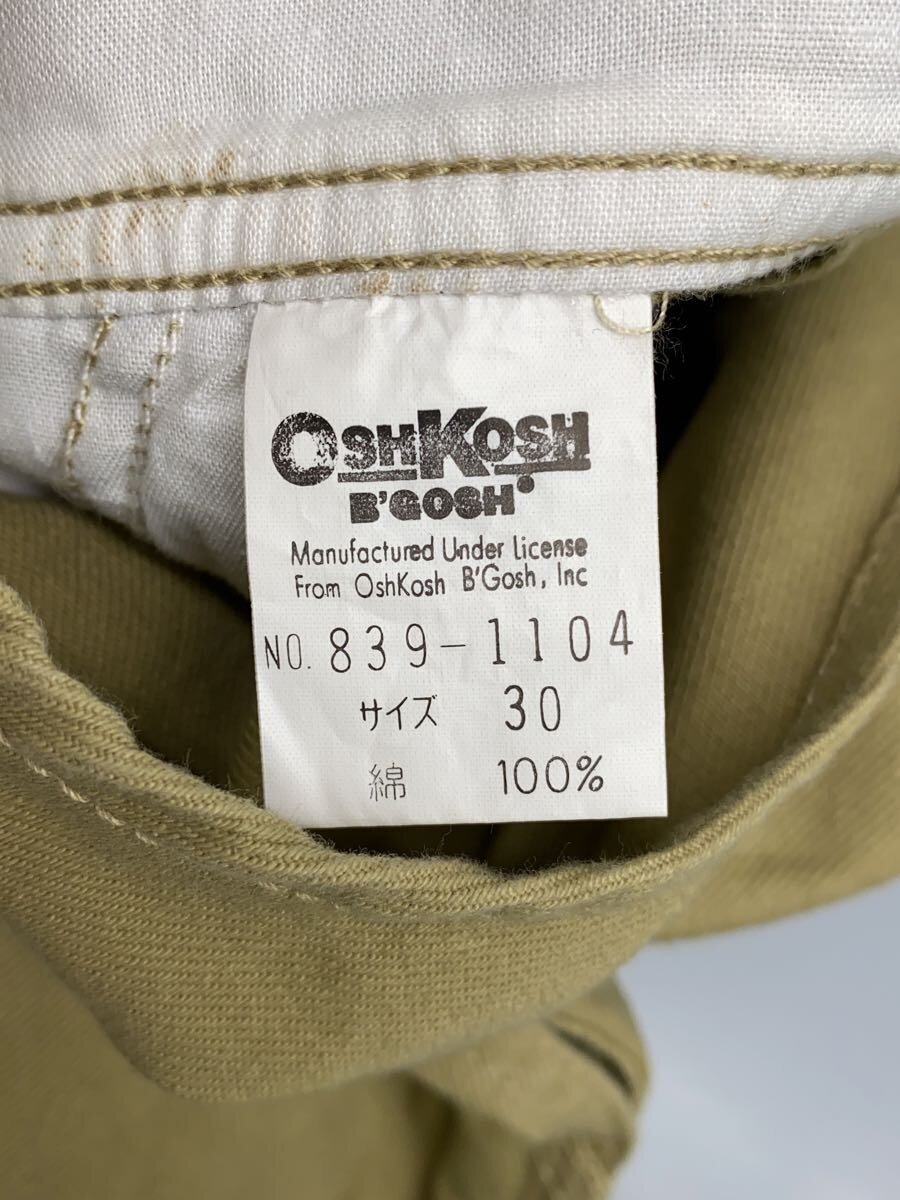 OSHKOSH
B'GOSH
Manufactured Under License
From OshKosh B'Gosh, Inc
NO. 839-1104
サイズ 30
綿 100%